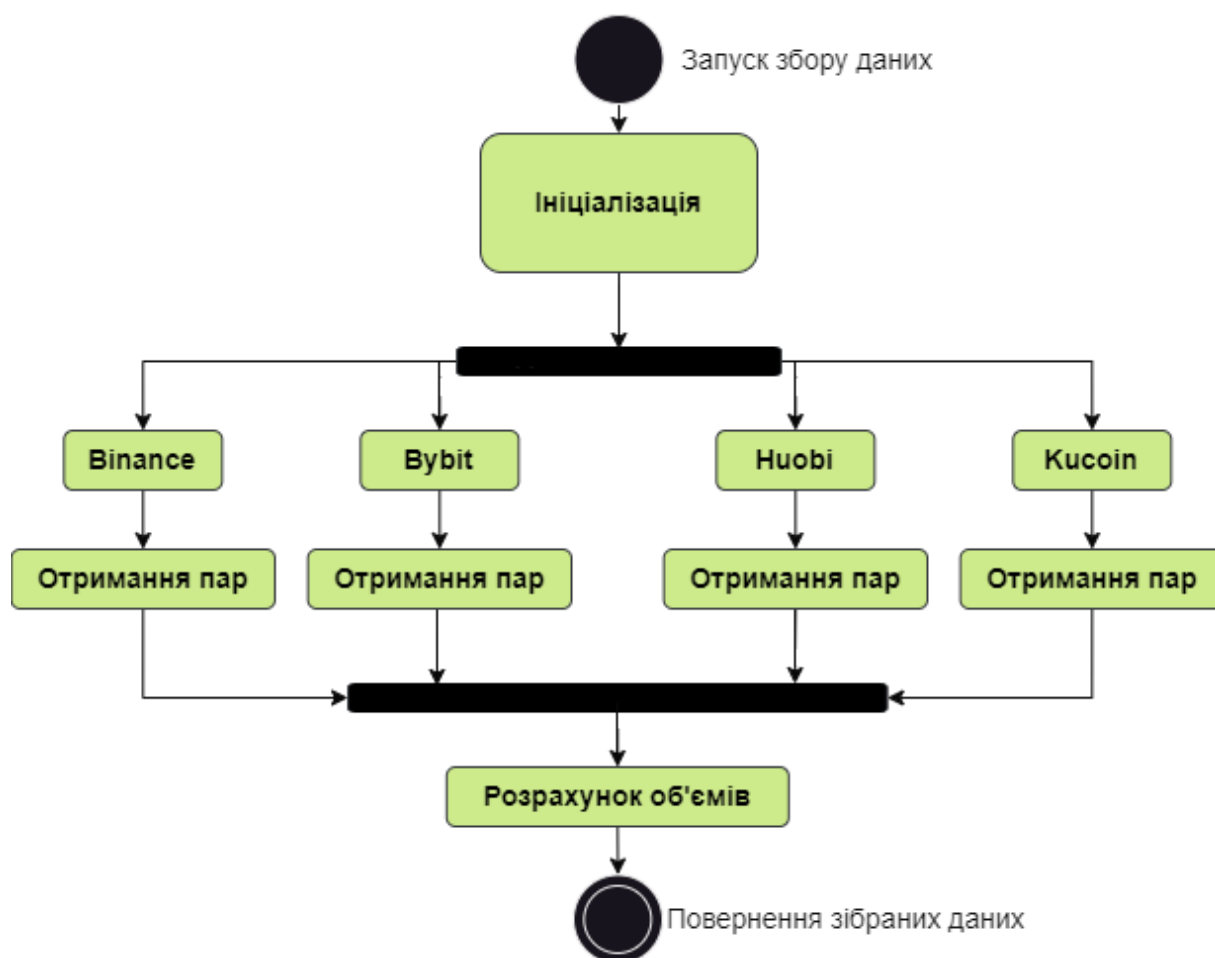 Запуск збору даних
Ініціалізація
Binance
Bybit
Huobi
Kucoin
Отримання пар
Отримання пар
Отримання пар
Отримання пар
Розрахунок об'ємів
Повернення зібраних даних